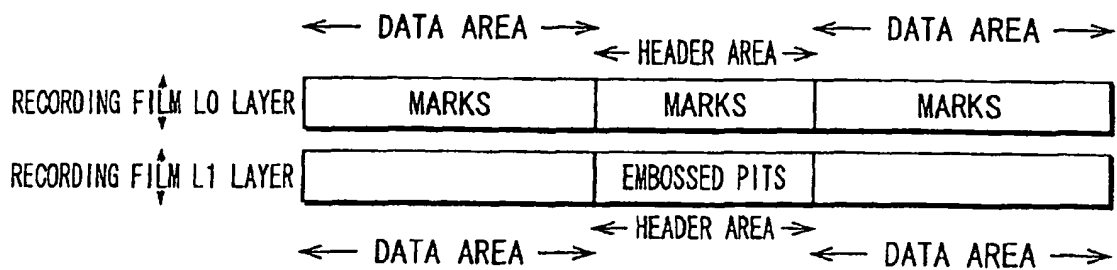 DATA AREA DATA AREA
HEADER AREA
RECORDING FILM L0 LAYER MARKS MARKS MARKS
RECORDING FILM L1 LAYER EMBOSSED PITS
HEADER AREA
DATA AREA DATA AREA